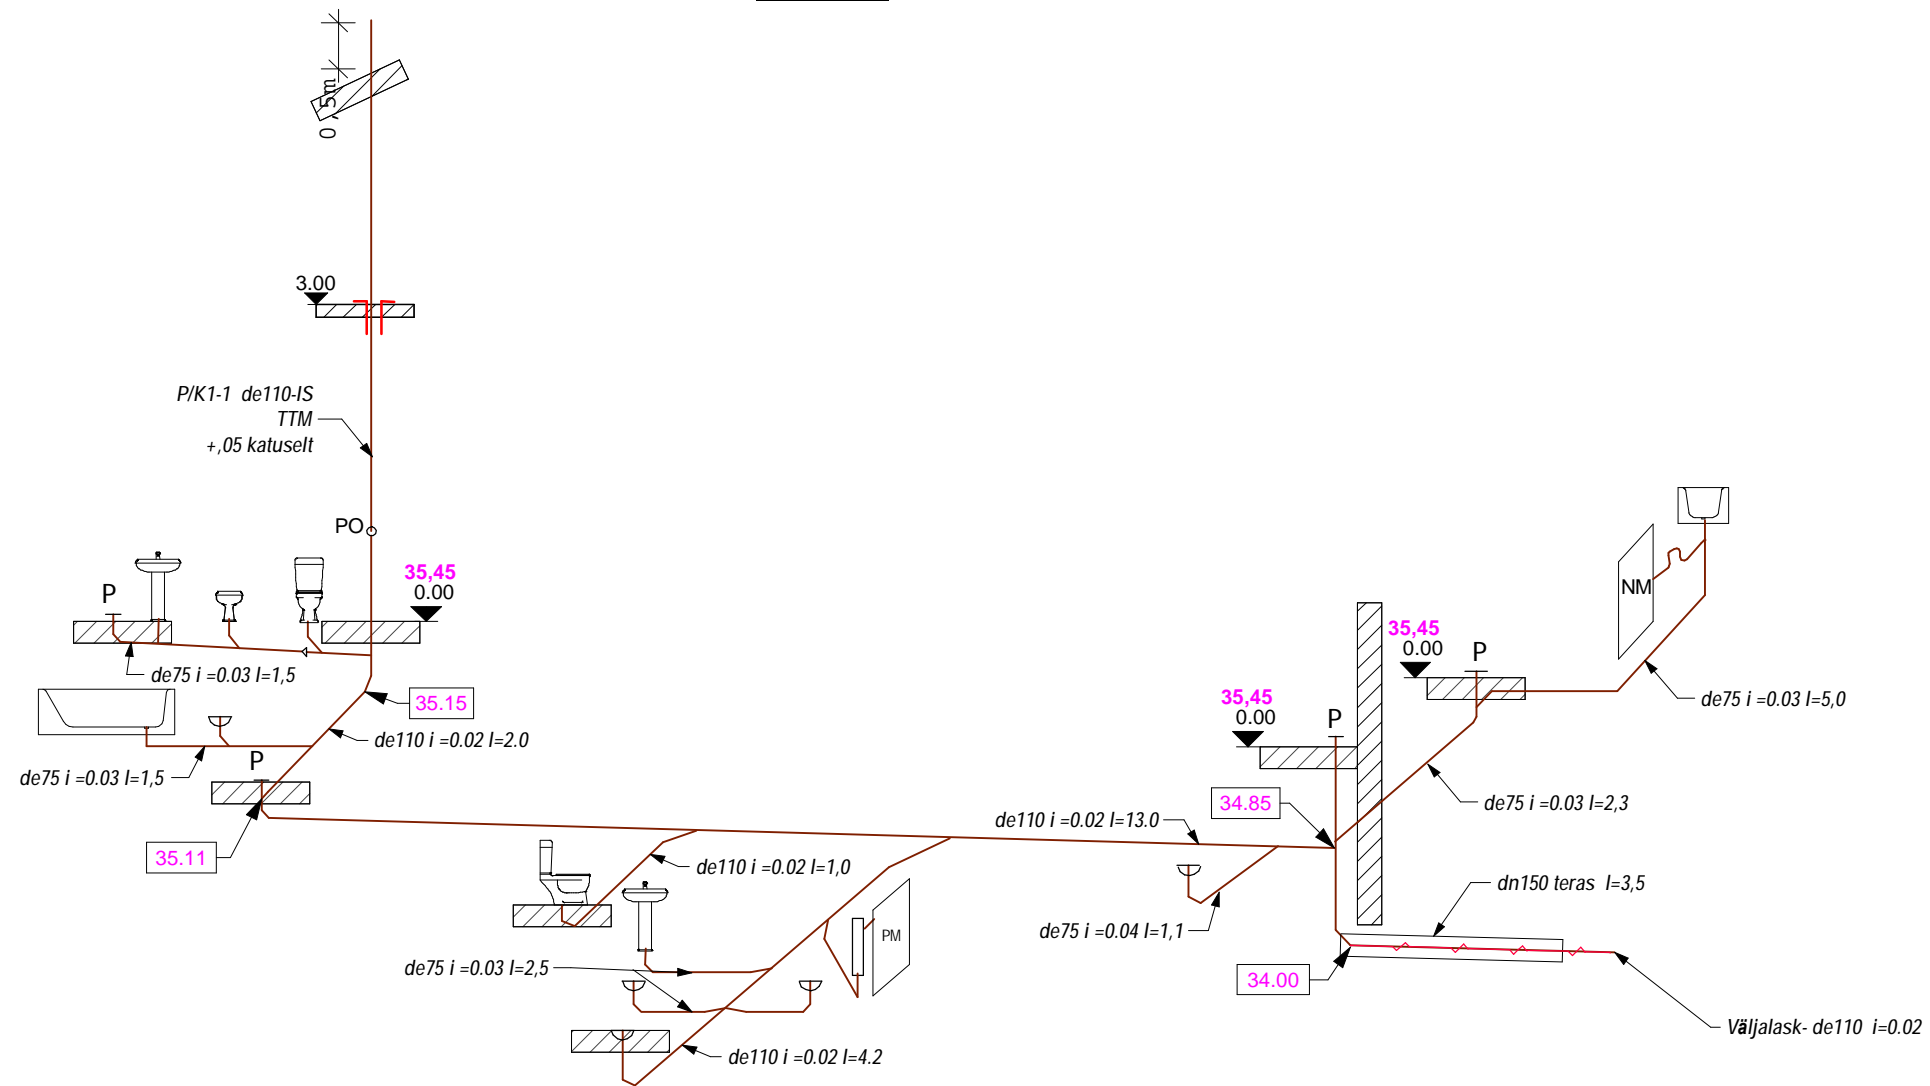 0,5m
3.00
P/K1-1 de110-IS
TTM
+,05 katuselt
PO
35,45
0.00
P
de75 i =0.03 l=1,5
35.15
de110 i =0.02 l=2.0
de75 i =0.03 l=1,5
P
35.11
de110 i =0.02 l=1,0
de75 i =0.03 l=2,5
PM
de110 i =0.02 l=4.2
de110 i =0.02 l=13.0
de75 i =0.04 l=1,1
35,45
0.00
P
34.85
35,45
0.00
P
NM
de75 i =0.03 l=5,0
de75 i =0.03 l=2,3
dn150 teras l=3,5
34.00
Väljalask- de110 i=0.02